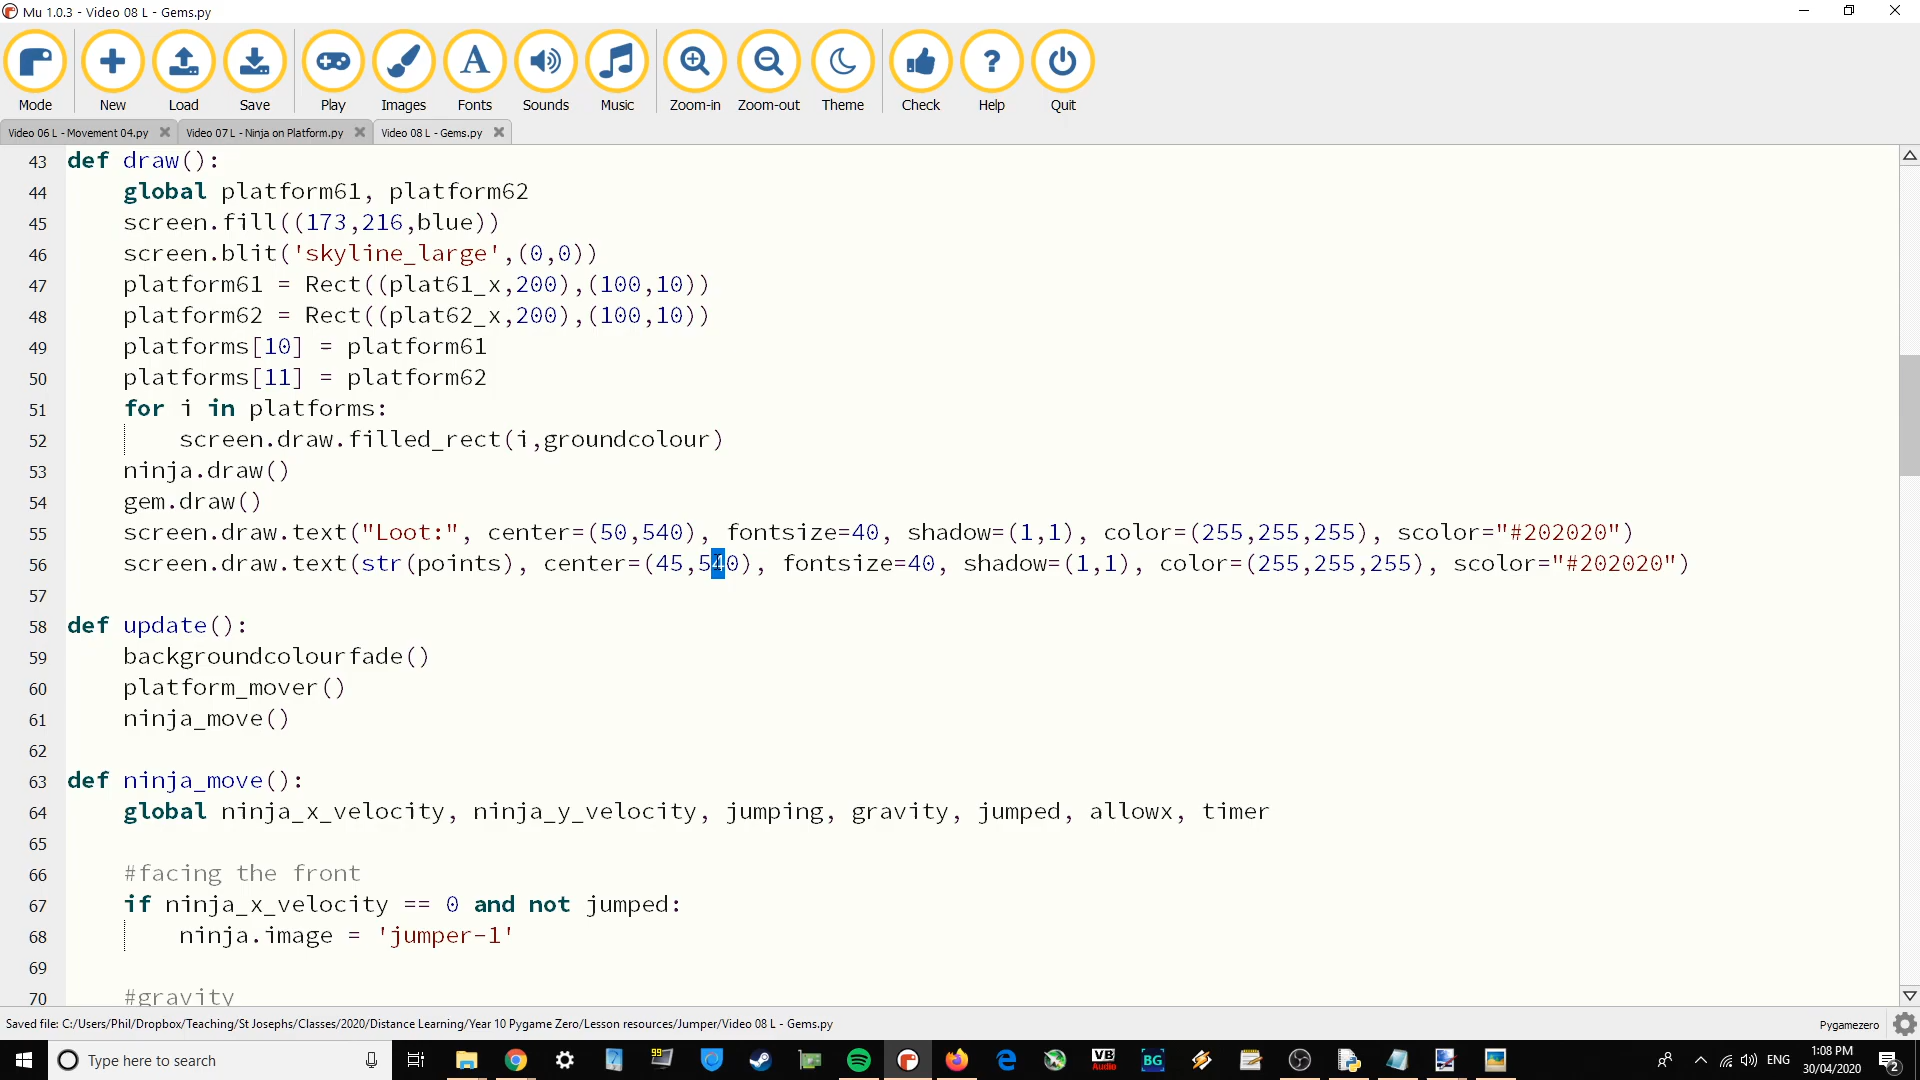 Mu 1.0.3 - Video 08 L - Gems.py
Mode New Load Save Play Images Fonts Sounds Music Zoom-in Zoom-out Theme Check Help Quit
Video 06 L - Movement 04.py Video 07 L - Ninja on Platform.py Video 08 L - Gems.py
43 def draw():
44 global platform61, platform62
45 screen.fill((173,216,blue))
46 screen.blit('skyline_large',(0,0))
47 platform61 = Rect((plat61_x,200),(100,10))
48 platform62 = Rect((plat62_x,200),(100,10))
49 platforms[10] = platform61
50 platforms[11] = platform62
51 for i in platforms:
52 screen.draw.filled_rect(i,groundcolour)
53 ninja.draw()
54 gem.draw()
55 screen.draw.text("Loot:", center=(50,540), fontsize=40, shadow=(1,1), color=(255,255,255), scolor="#202020")
56 screen.draw.text(str(points), center=(45,540), fontsize=40, shadow=(1,1), color=(255,255,255), scolor="#202020")
57
58 def update():
59 backgroundcolourfade()
60 platform_mover()
61 ninja_move()
62
63 def ninja_move():
64 global ninja_x_velocity, ninja_y_velocity, jumping, gravity, jumped, allowx, timer
65
66 #facing the front
67 if ninja_x_velocity == 0 and not jumped:
68 ninja.image = 'jumper-1'
69
70 #gravity
Saved file: C:/Users/Phil/Dropbox/Teaching/St Josephs/Classes/2020/Distance Learning/Year 10 Pygame Zero/Lesson resources/Jumper/Video 08 L - Gems.py
Pygamezero
Type here to search
99
VB Audio
BG
ENG
1:08 PM
30/04/2020
2